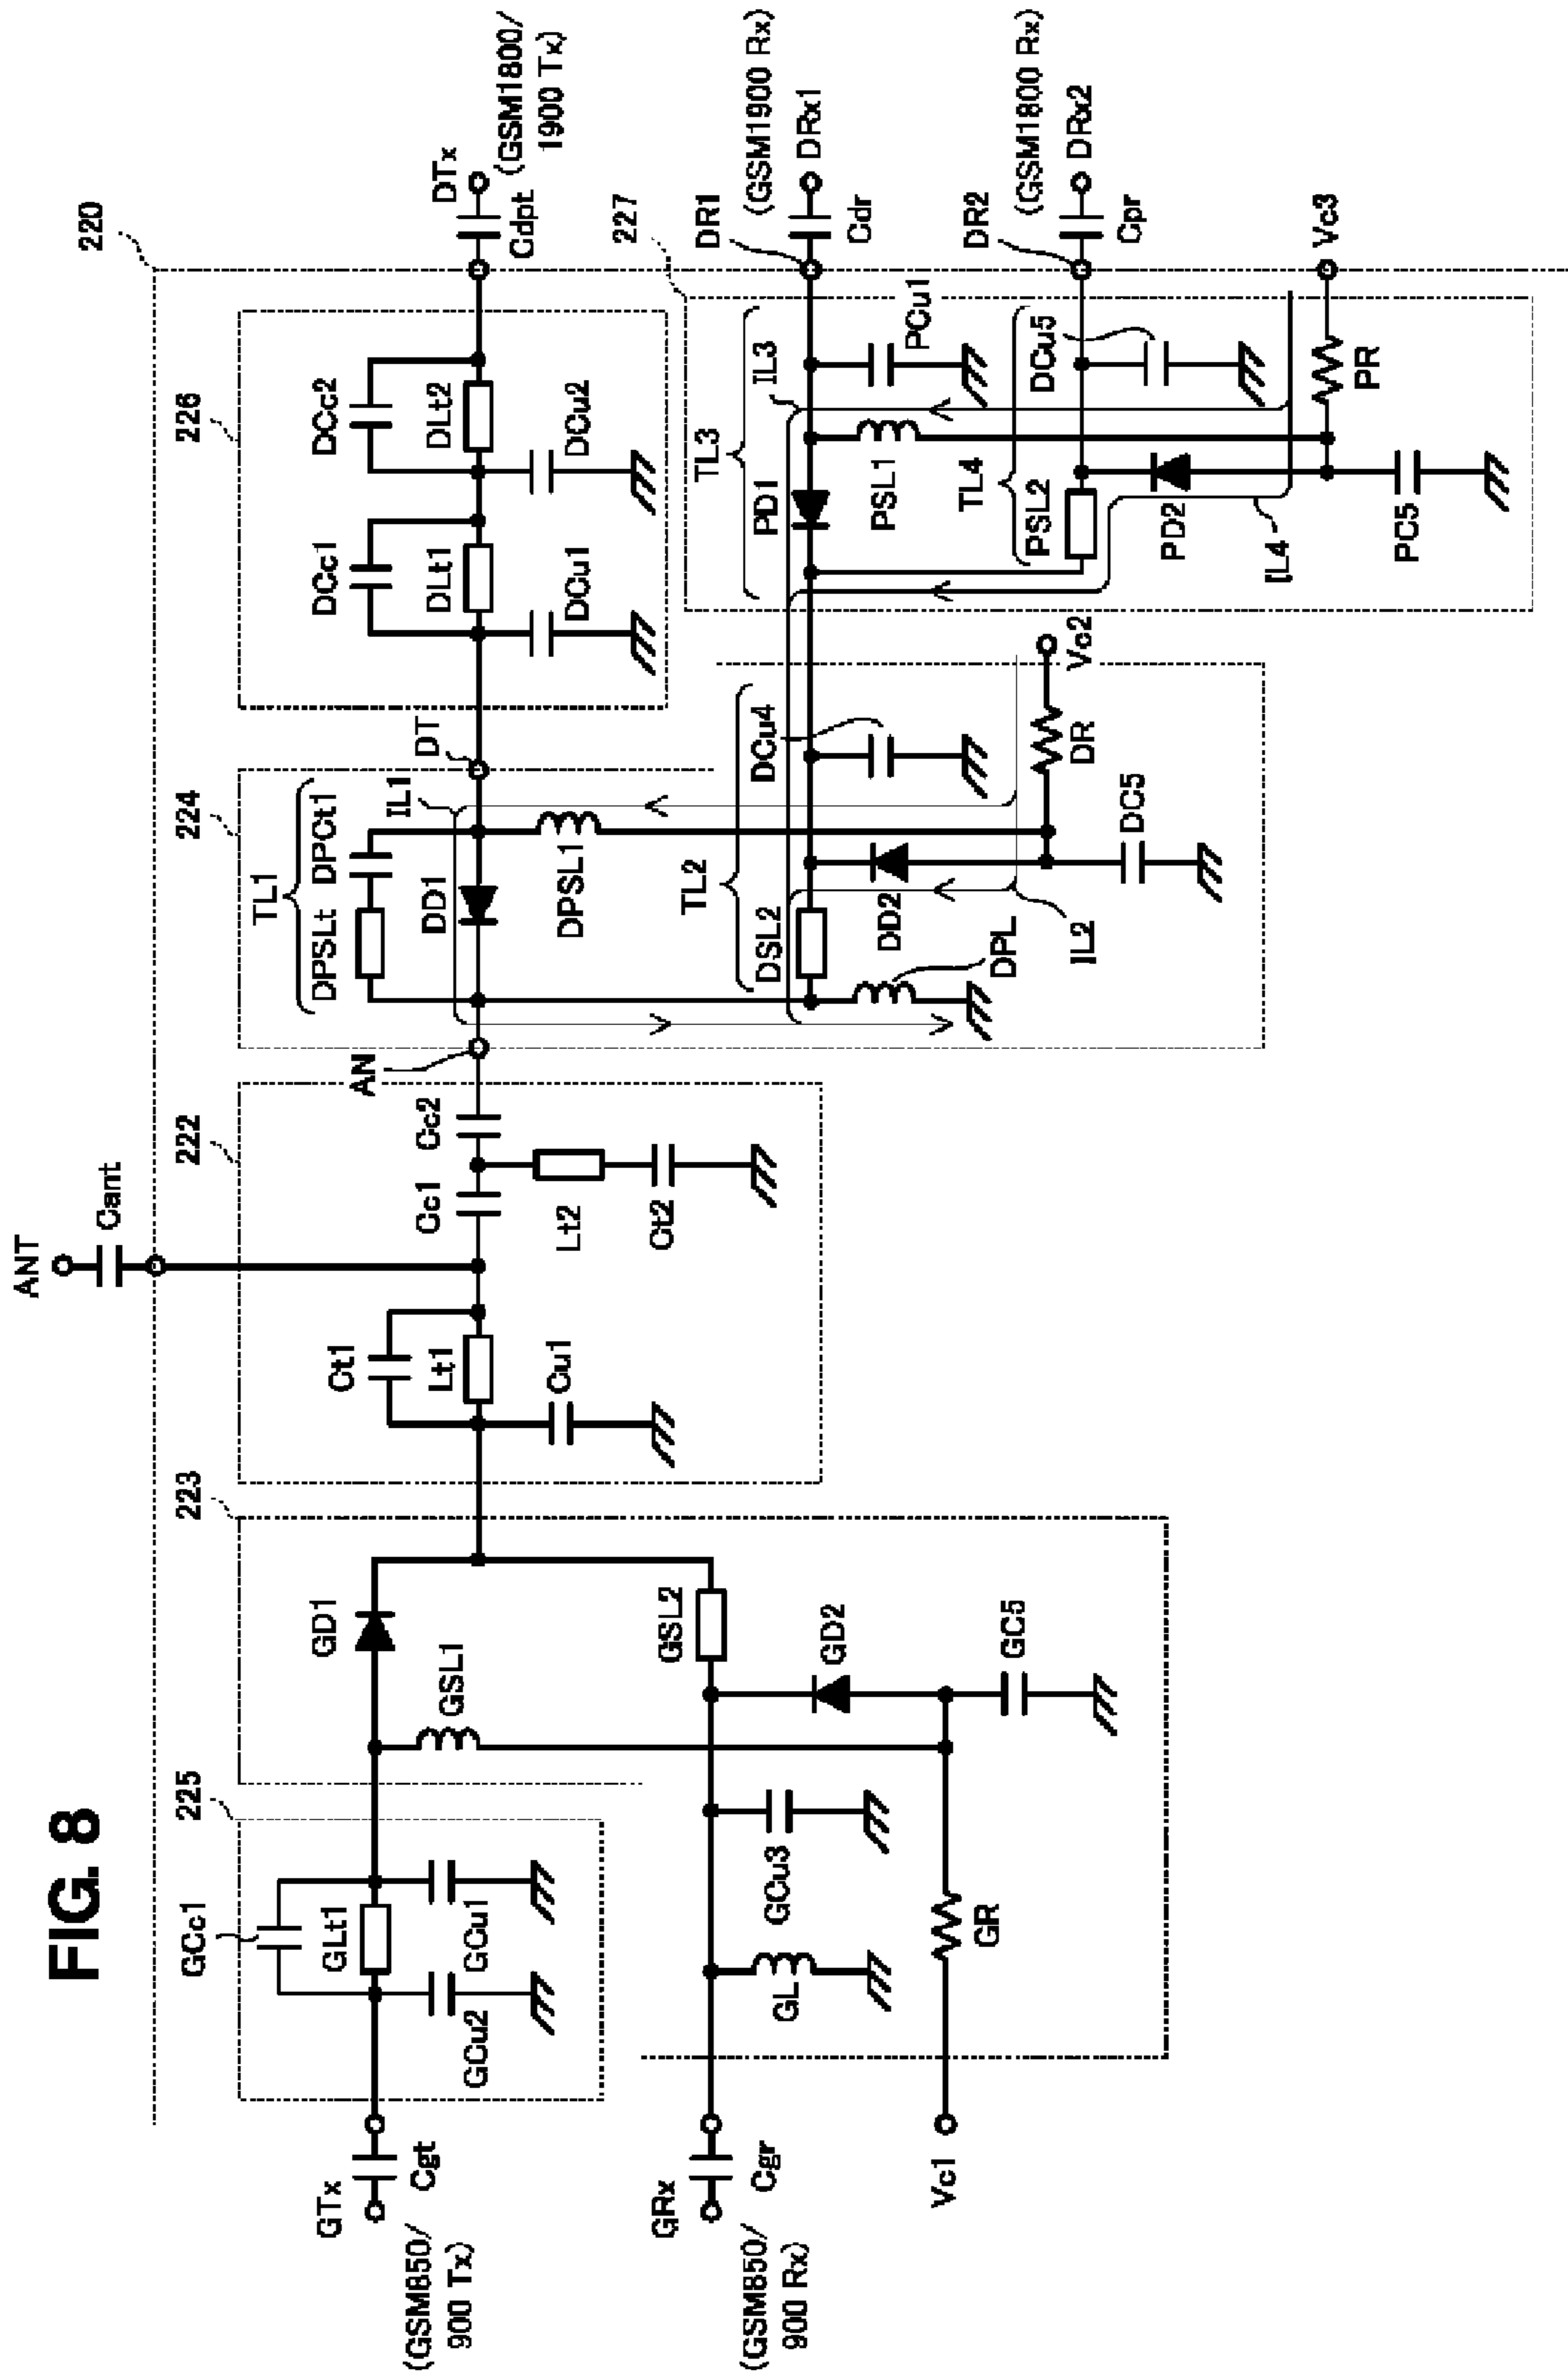 FIG. 8
ANT
Cant
220
222
223
224
225
226
227
GCc1
GLt1
GCu1
GCu2
GTx
Cgt
(GSM850/
900 Tx)
GRx
Cgr
(GSM850/
900 Rx)
Vc1
GD1
GSL1
GSL2
GD2
GC5
GCu3
GL
GR
Ct1
Lt1
Cu1
Cc1
Cc2
Lt2
Ct2
AN
TL1
DPSLt
DPCt1
IL1
DD1
DPSL1
DT
TL2
DSL2
DCu4
DD2
DPL
IL2
DC5
DR
Vc2
DCc1
DLt1
DCu1
DCc2
DLt2
DCu2
DTx
Cdpt
(GSM1800/
1900 Tx)
TL3
IL3
PD1
PCu1
PSL1
DR1
Cdr
DRx1
(GSM1900 Rx)
TL4
PSL2
DCu5
PD2
IL4
PC5
PR
DR2
Cpr
DRx2
(GSM1800 Rx)
Vc3